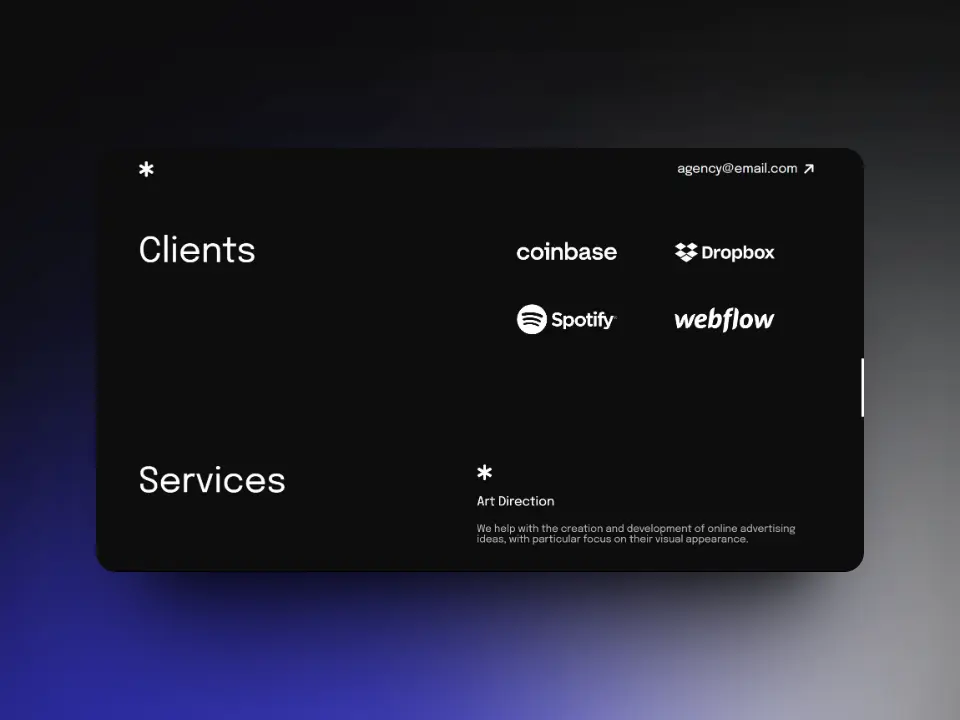 agency@email.com
Clients
coinbase
Dropbox
Spotify
webflow
Services
Art Direction
We help with the creation and development of online advertising
ideas, with particular focus on their visual appearance.